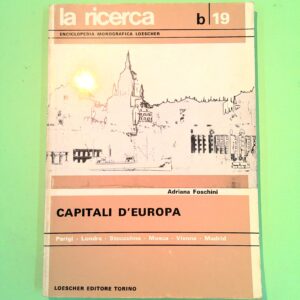 la ricerca b/19
ENCICLOPEDIA MONOGRAFICA LOESCHER
Adriana Foschini
CAPITALI D'EUROPA
Parigi - Londra - Stoccolma - Mosca - Vienna - Madrid
LOESCHER EDITORE TORINO